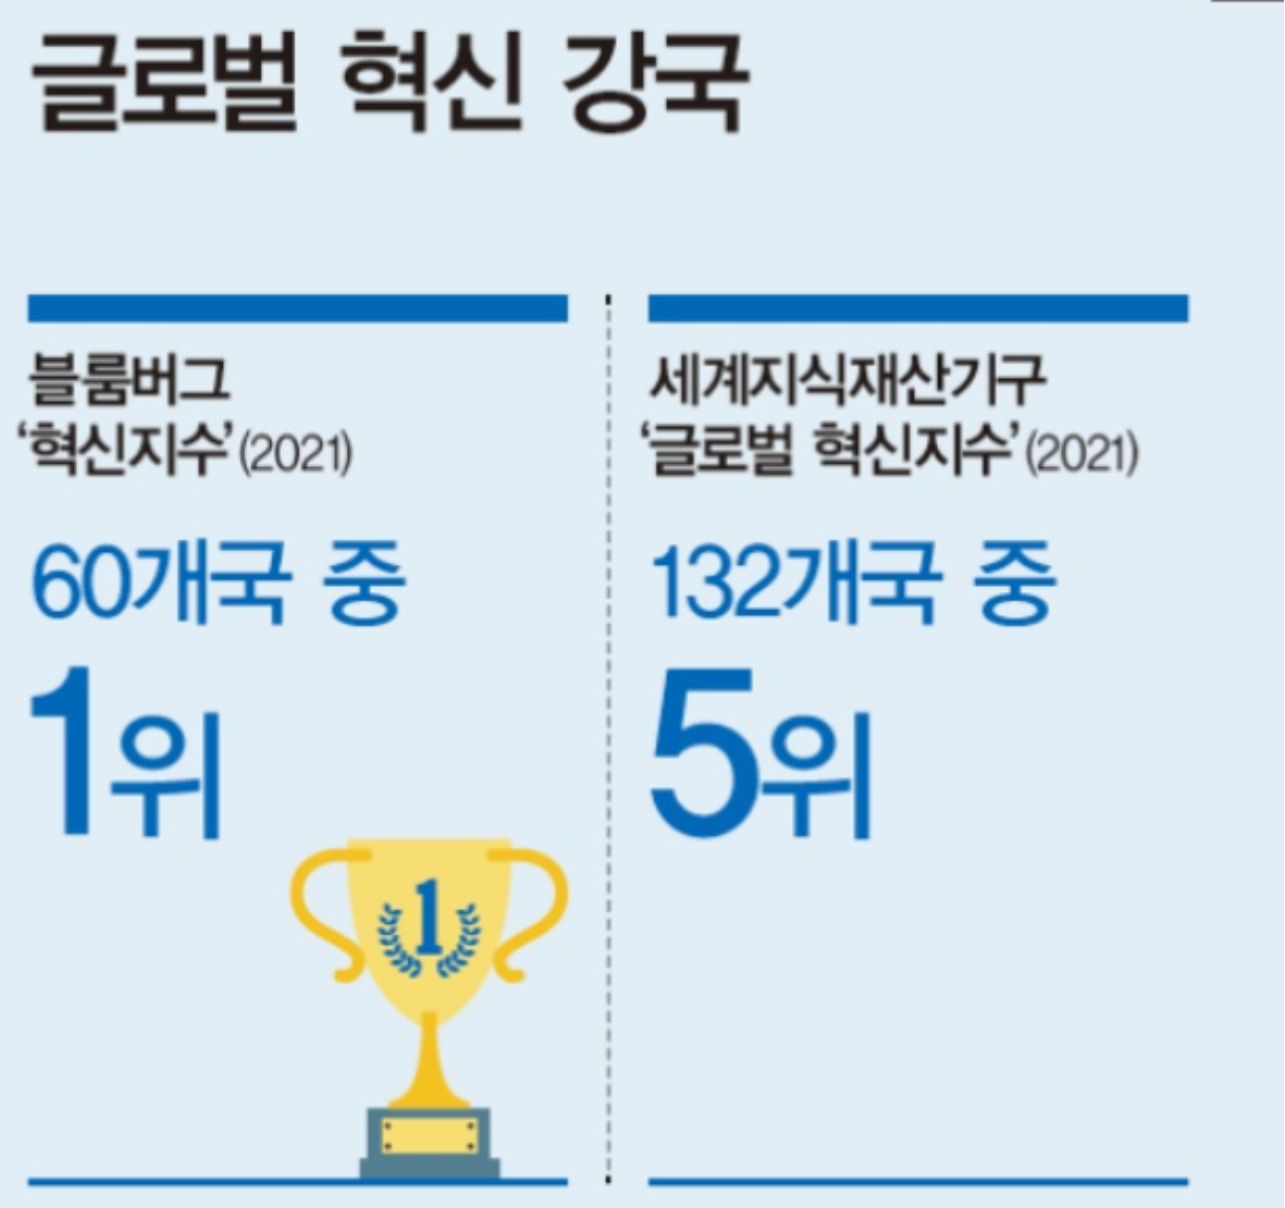 글로벌 혁신 강국
블룸버그
‘혁신지수’(2021)
60개국 중
1위
1
세계지식재산기구
‘글로벌 혁신지수’(2021)
132개국 중
5위